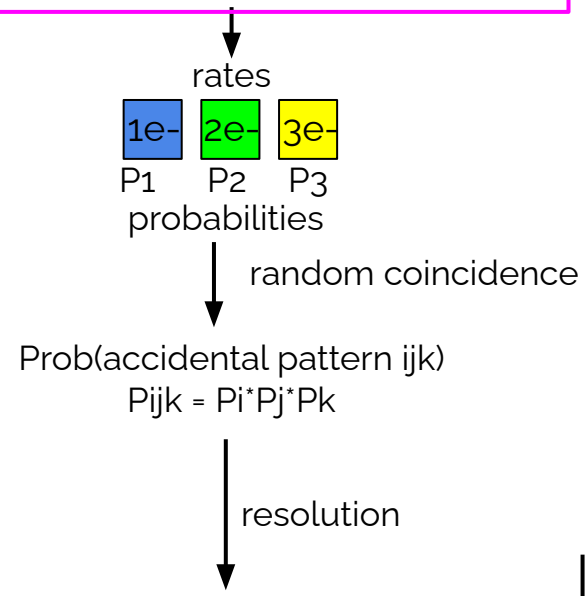 rates
1e- 2e- 3e-
P1 P2 P3
probabilities
random coincidence
Prob(accidental pattern ijk)
Pijk = Pi*Pj*Pk
resolution